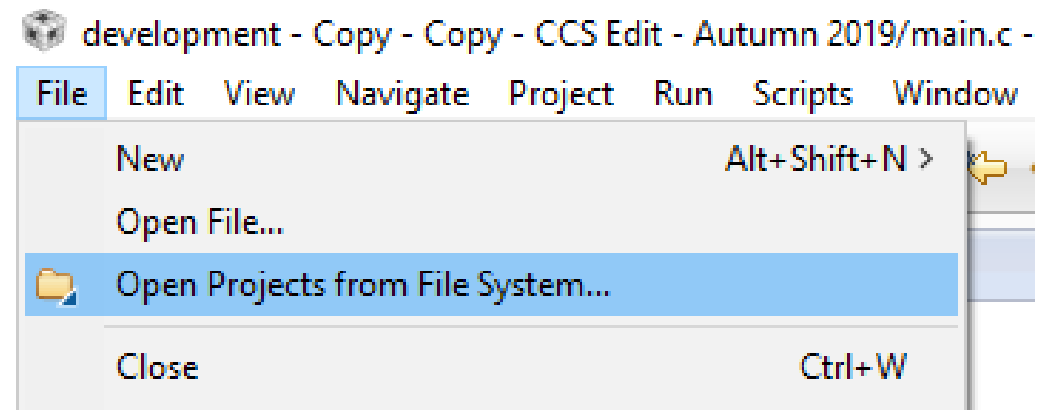 development - Copy - Copy - CCS Edit - Autumn 2019/main.c -
File Edit View Navigate Project Run Scripts Window
New Alt+Shift+N >
Open File...
Open Projects from File System...
Close Ctrl+W